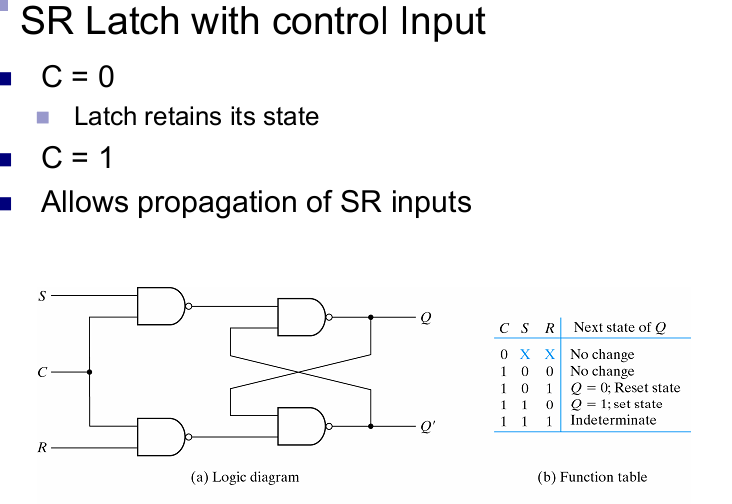 SR Latch with control Input
C = 0
Latch retains its state
C = 1
Allows propagation of SR inputs
S
C
R
Q
Q'
(a) Logic diagram
C S R Next state of Q
0 X X No change
1 0 0 No change
1 0 1 Q = 0; Reset state
1 1 0 Q = 1; set state
1 1 1 Indeterminate
(b) Function table